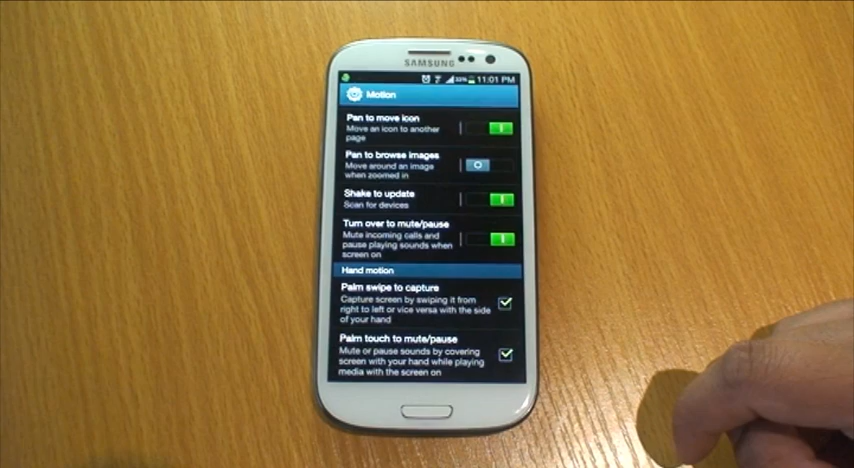 SAMSUNG
33% 11:01 PM
Motion
Pan to move icon
Move an icon to another
page
Pan to browse images
Move around an image
when zoomed in
Shake to update
Scan for devices
Turn over to mute/pause
Mute incoming calls and
pause playing sounds when
screen on
Hand motion
Palm swipe to capture
Capture screen by swiping it from
right to left or vice versa with the side
of your hand
Palm touch to mute/pause
Mute or pause sounds by covering
screen with your hand while playing
media with the screen on